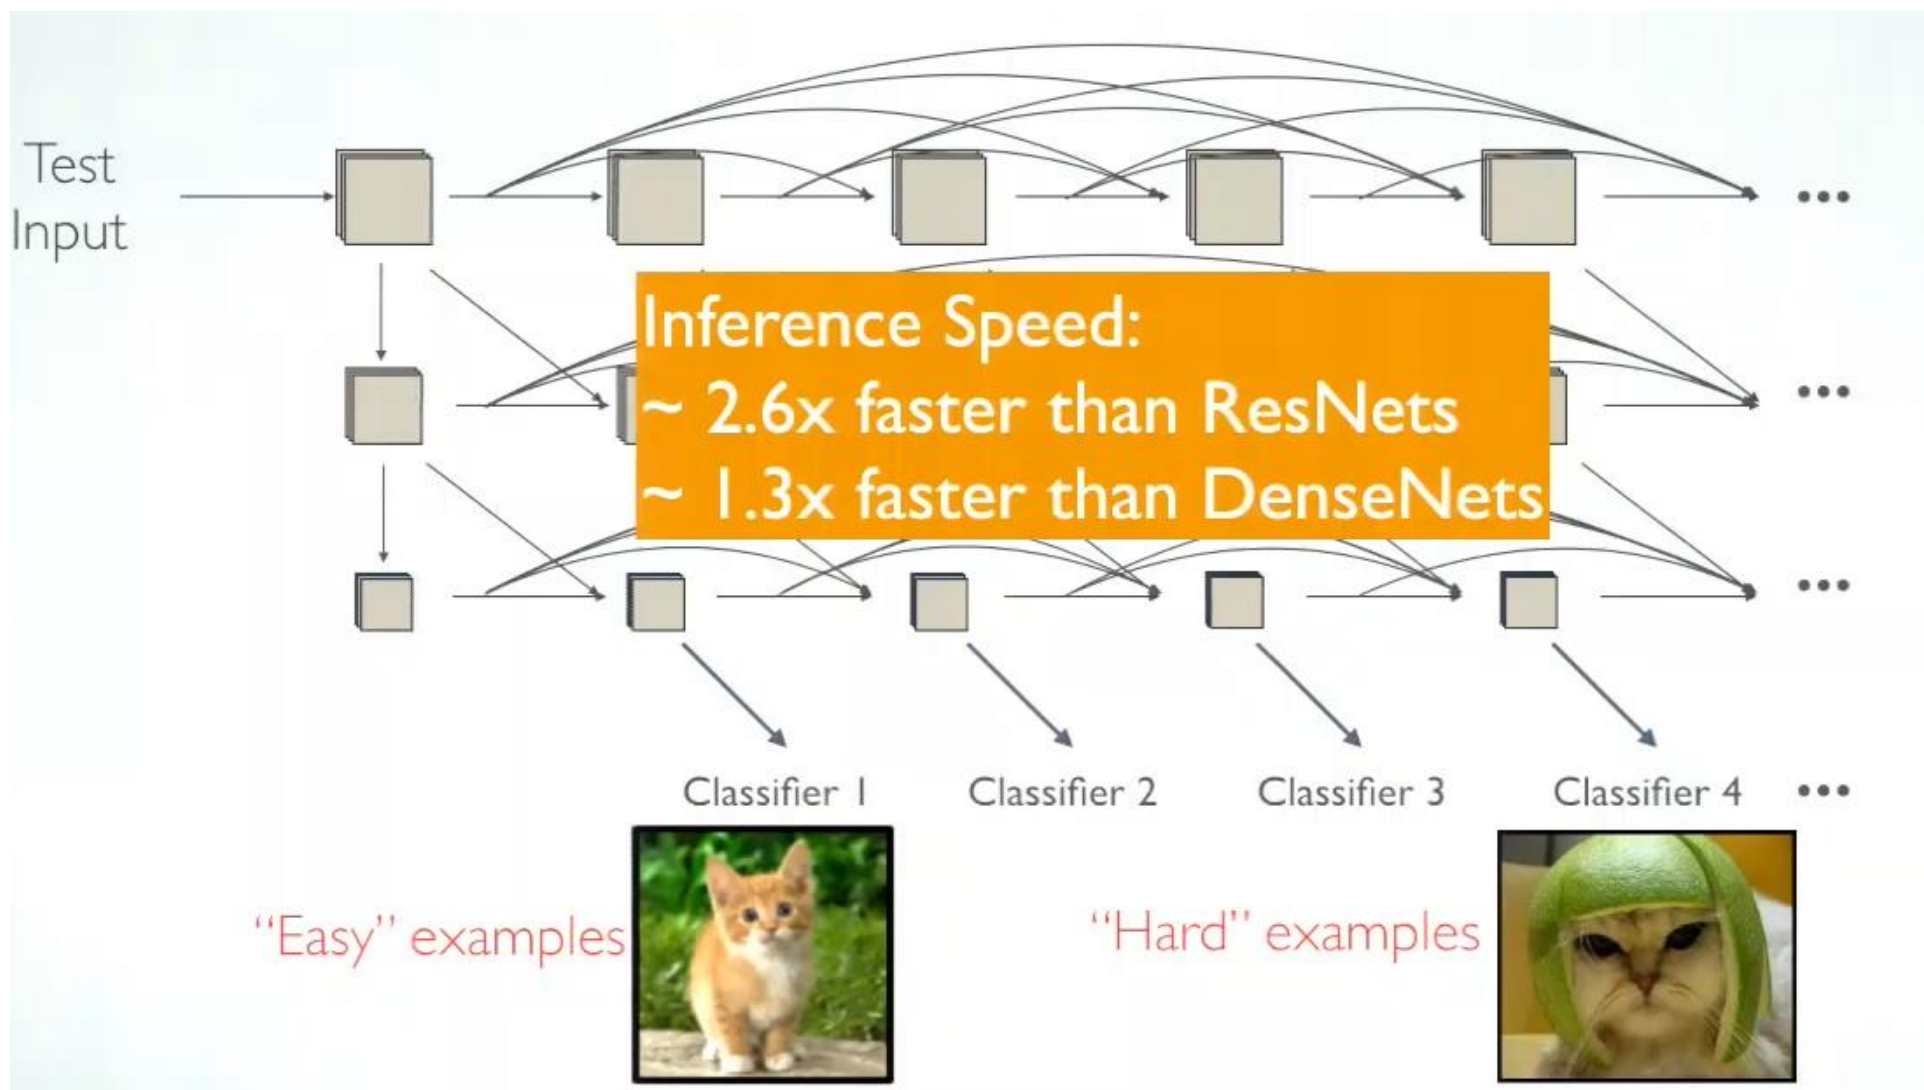 Test
Input
Inference Speed:
~ 2.6x faster than ResNets
~ 1.3x faster than DenseNets
Classifier 1
Classifier 2
Classifier 3
Classifier 4
“Easy” examples
“Hard” examples